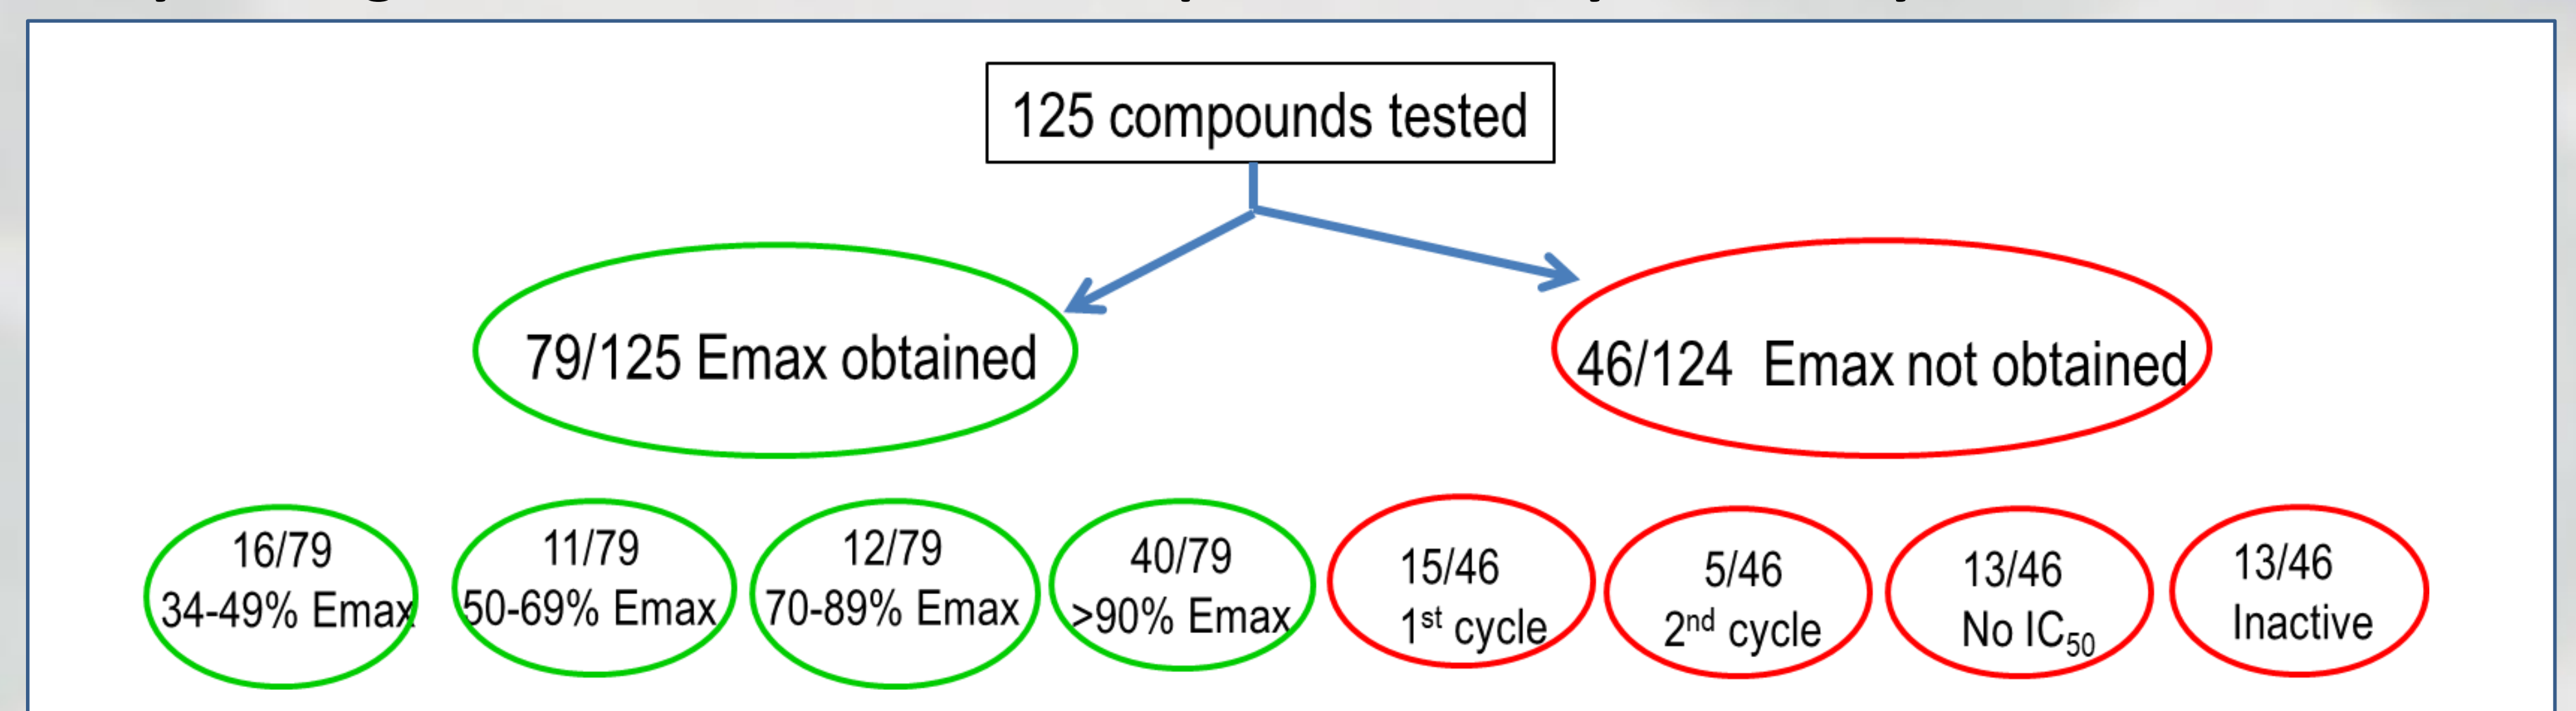 125 compounds tested
79/125 Emax obtained
46/124 Emax not obtained
16/79
34-49% Emax
11/79
50-69% Emax
12/79
70-89% Emax
40/79
>90% Emax
15/46
1st cycle
5/46
2nd cycle
13/46
No IC50
13/46
Inactive